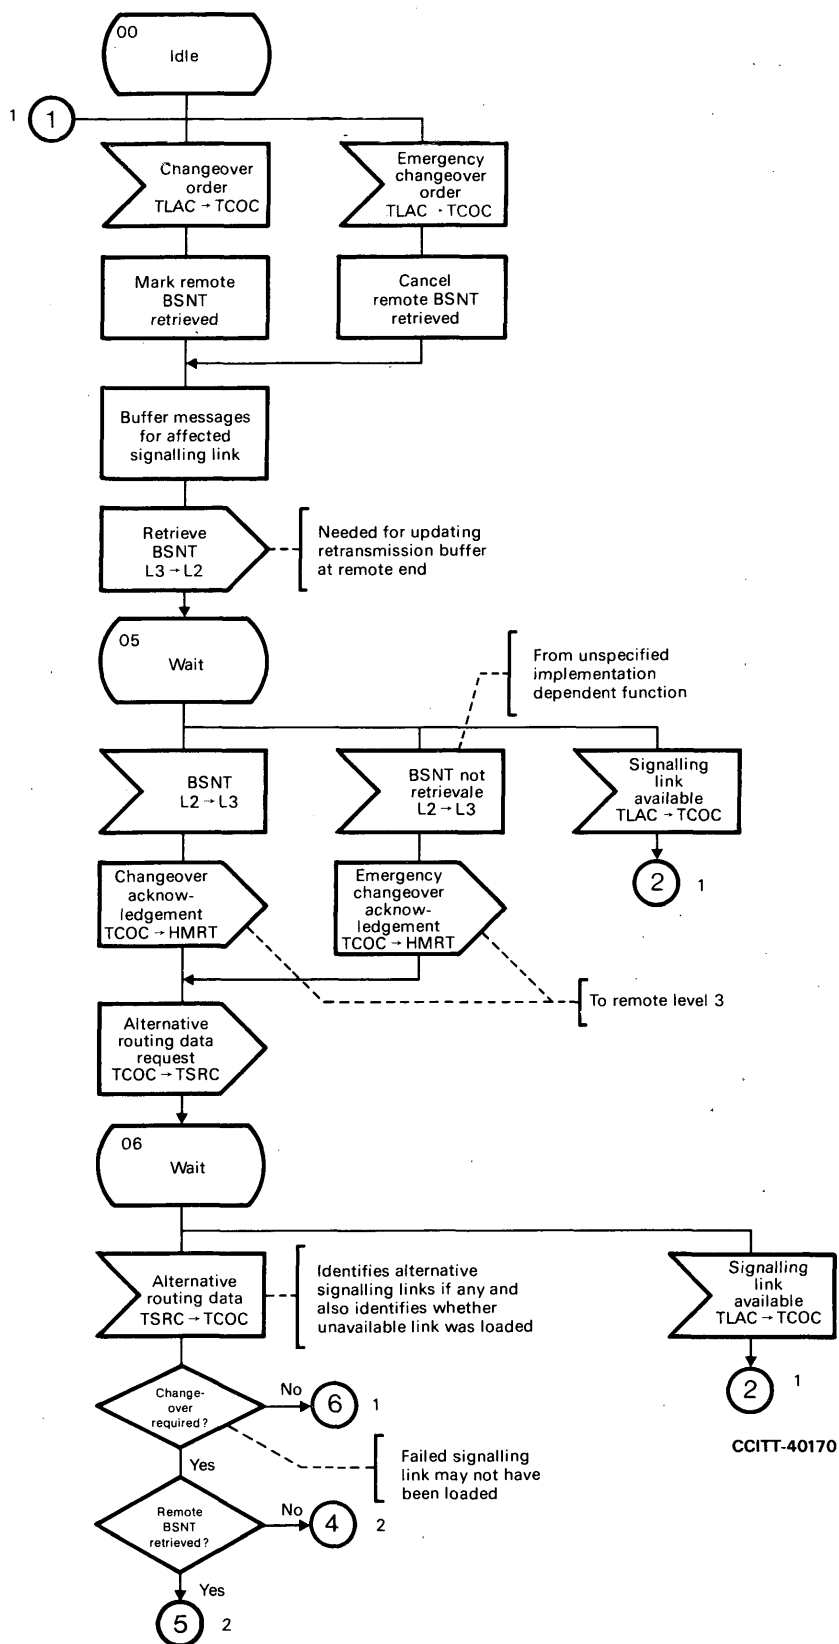 00
Idle
1
1
Changeover
order
TLAC → TCOC
Emergency
changeover
order
TLAC · TCOC
Mark remote
BSNT
retrieved
Cancel
remote BSNT
retrieved
Buffer messages
for affected
signalling link
Retrieve
BSNT
L3 → L2
Needed for updating
retransmission buffer
at remote end
05
Wait
From unspecified
implementation
dependent function
BSNT
L2 → L3
BSNT not
retrievale
L2 → L3
Signalling
link
available
TLAC → TCOC
2
1
Changeover
acknow-
ledgement
TCOC → HMRT
Emergency
changeover
acknow-
ledgement
TCOC → HMRT
To remote level 3
Alternative
routing data
request
TCOC → TSRC
06
Wait
Alternative
routing data
TSRC → TCOC
Identifies alternative
signalling links if any and
also identifies whether
unavailable link was loaded
Signalling
link
available
TLAC → TCOC
2
1
Change-
over
required?
No
6
1
Yes
Failed signalling
link may not have
been loaded
CCITT-40170
Remote
BSNT
retrieved?
No
4
2
Yes
5
2